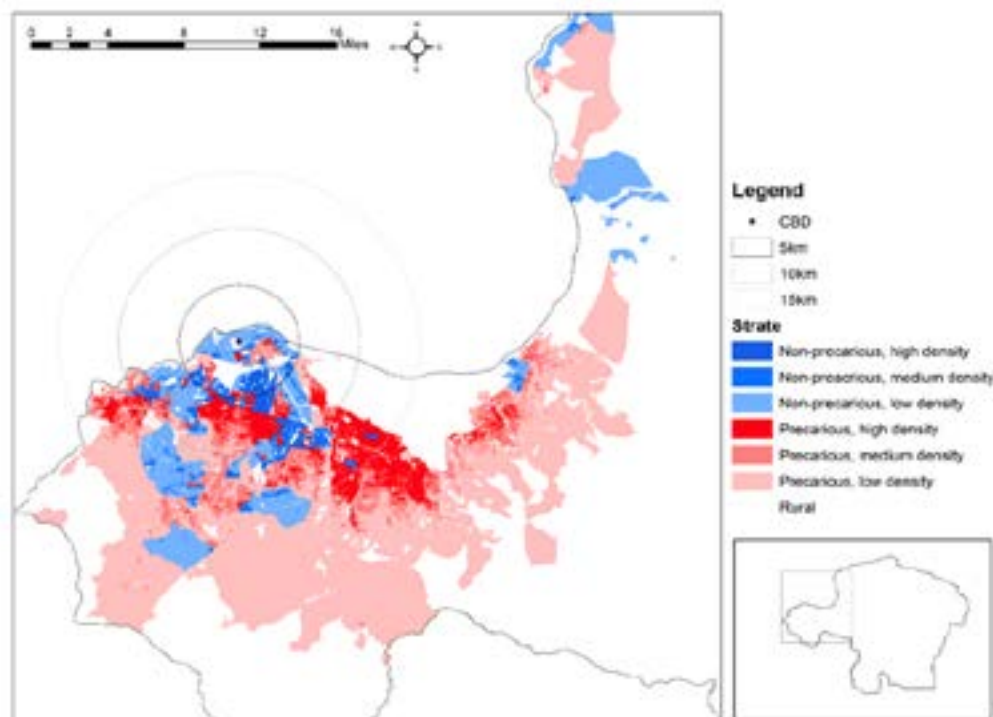 0 2 4 8 12 16
Miles
Legend
CBD
5km
10km
15km
Strate
Non-precarious, high density
Non-precarious, medium density
Non-precarious, low density
Precarious, high density
Precarious, medium density
Precarious, low density
Rural